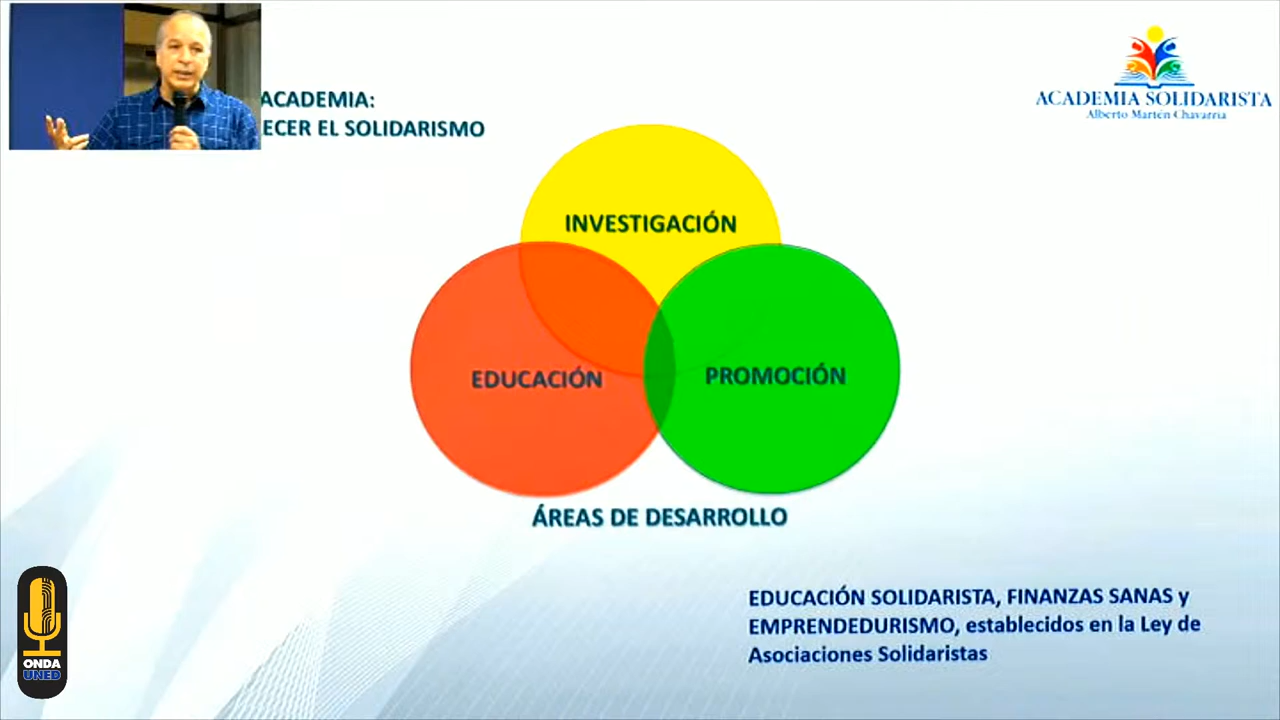 ACADEMIA:
ECER EL SOLIDARISMO
ACADEMIA SOLIDARISTA
Alberto Martén Chavarría
INVESTIGACIÓN
EDUCACIÓN
PROMOCIÓN
ÁREAS DE DESARROLLO
EDUCACIÓN SOLIDARISTA, FINANZAS SANAS y
EMPRENDEDURISMO, establecidos en la Ley de
Asociaciones Solidaristas
ONDA
UNED